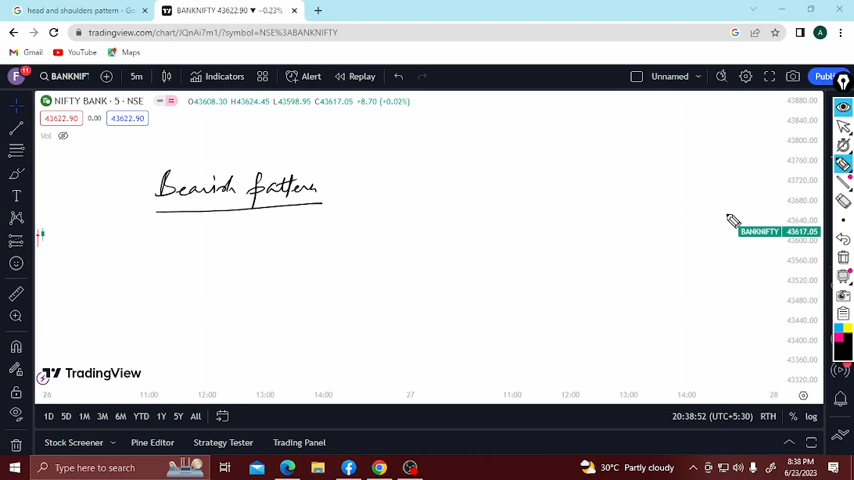 head and shoulders pattern - Go
BANKNIFTY 43622.90 ▼ −0.23%
tradingview.com/chart/JQnAi7m1/?symbol=NSE%3ABANKNIFTY
A
Gmail YouTube Maps
F 11 BANKNIFT 5m Indicators Alert Replay Unnamed Publ
NIFTY BANK · 5 · NSE O43608.30 H43624.45 L43598.95 C43617.05 +8.70 (+0.02%)
43622.90 0.00 43622.90
Vol
Bearish pattern
43880.00
43840.00
43800.00
43760.00
43720.00
43680.00
43640.00
BANKNIFTY 43617.05
43600.00
43560.00
43520.00
43480.00
43440.00
43400.00
43360.00
43320.00
TradingView
26 11:00 12:00 13:00 14:00 27 11:00 12:00 13:00 14:00 28
1D 5D 1M 3M 6M YTD 1Y 5Y All 20:38:52 (UTC+5:30) RTH % log
Stock Screener Pine Editor Strategy Tester Trading Panel
Type here to search 30°C Partly cloudy 8:38 PM
6/23/2023